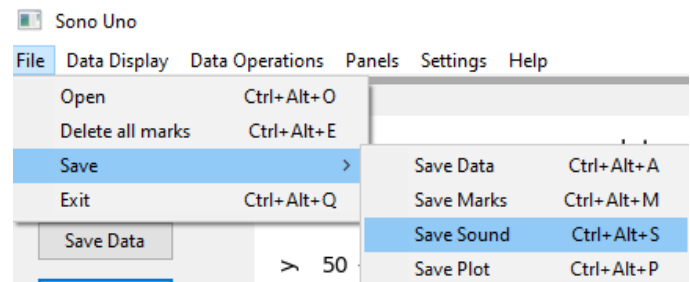 Sono Uno
File Data Display Data Operations Panels Settings Help
Open Ctrl+Alt+O
Delete all marks Ctrl+Alt+E
Save >
Exit Ctrl+Alt+Q
Save Data Ctrl+Alt+A
Save Marks Ctrl+Alt+M
Save Sound Ctrl+Alt+S
Save Plot Ctrl+Alt+P
Save Data
50